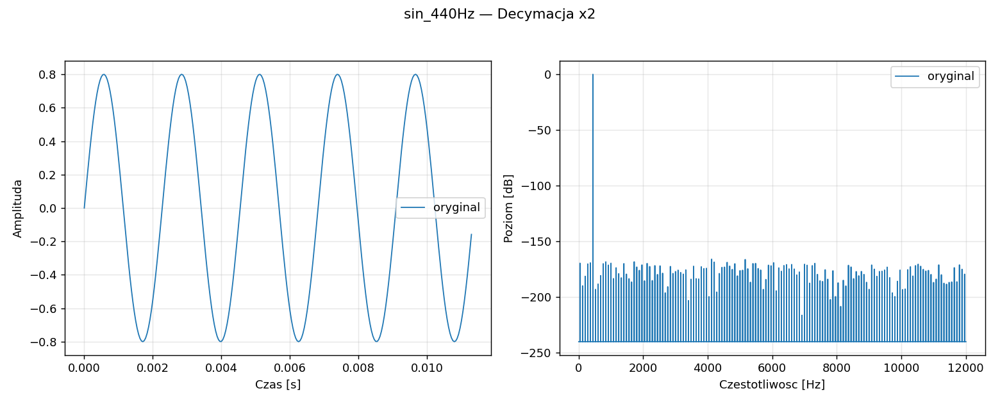 sin_440Hz — Decymacja x2
0.8
0.6
0.4
0.2
0.0
−0.2
−0.4
−0.6
−0.8
Amplituda
oryginal
0.000 0.002 0.004 0.006 0.008 0.010
Czas [s]
0
−50
−100
−150
−200
−250
Poziom [dB]
oryginal
0 2000 4000 6000 8000 10000 12000
Czestotliwosc [Hz]